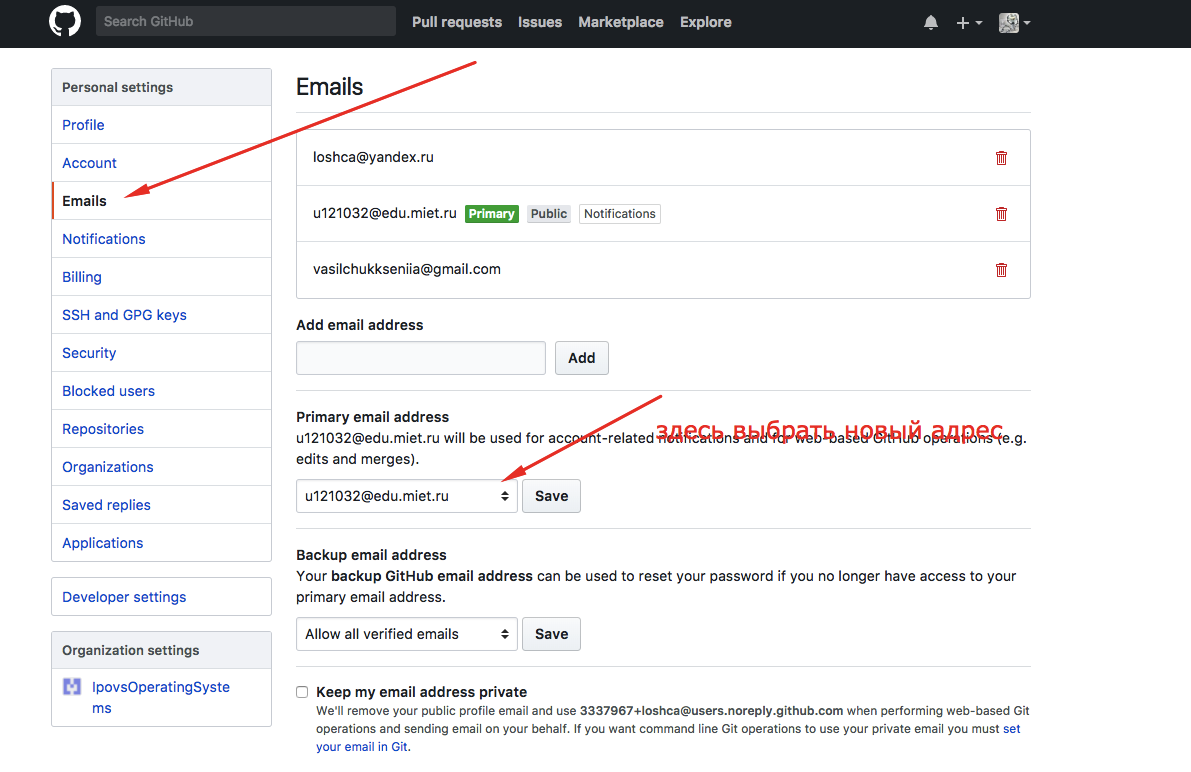 Search GitHub
Pull requests Issues Marketplace Explore
Personal settings
Profile
Account
Emails
Notifications
Billing
SSH and GPG keys
Security
Blocked users
Repositories
Organizations
Saved replies
Applications
Developer settings
Organization settings
IpovsOperatingSyste
ms
Emails
loshca@yandex.ru
u121032@edu.miet.ru Primary Public Notifications
vasilchukkseniia@gmail.com
Add email address
Add
Primary email address
здесь выбрать новый адрес
u121032@edu.miet.ru will be used for account-related notifications and for web-based GitHub operations (e.g.
edits and merges).
u121032@edu.miet.ru Save
Backup email address
Your backup GitHub email address can be used to reset your password if you no longer have access to your
primary email address.
Allow all verified emails Save
Keep my email address private
We'll remove your public profile email and use 3337967+loshca@users.noreply.github.com when performing web-based Git
operations and sending email on your behalf. If you want command line Git operations to use your private email you must set
your email in Git.